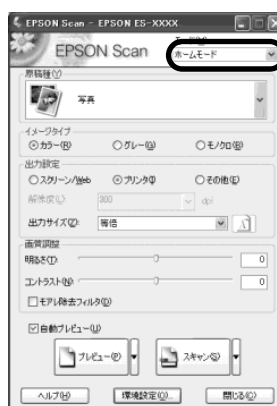 EPSON Scan - EPSON ES-XXXX
EPSON Scan
ホームモード
原稿種(Y)
写真
イメージタイプ
カラー(R) グレー(G) モノクロ(B)
出力設定
スクリーン/Web プリンタ(I) その他(E)
解像度(L): 300 dpi
出力サイズ(Z): 等倍
画質調整
明るさ(T): 0
コントラスト(N): 0
モアレ除去フィルタ(D)
自動プレビュー(U)
プレビュー(P) スキャン(S)
ヘルプ(H) 環境設定(O)... 閉じる(C)